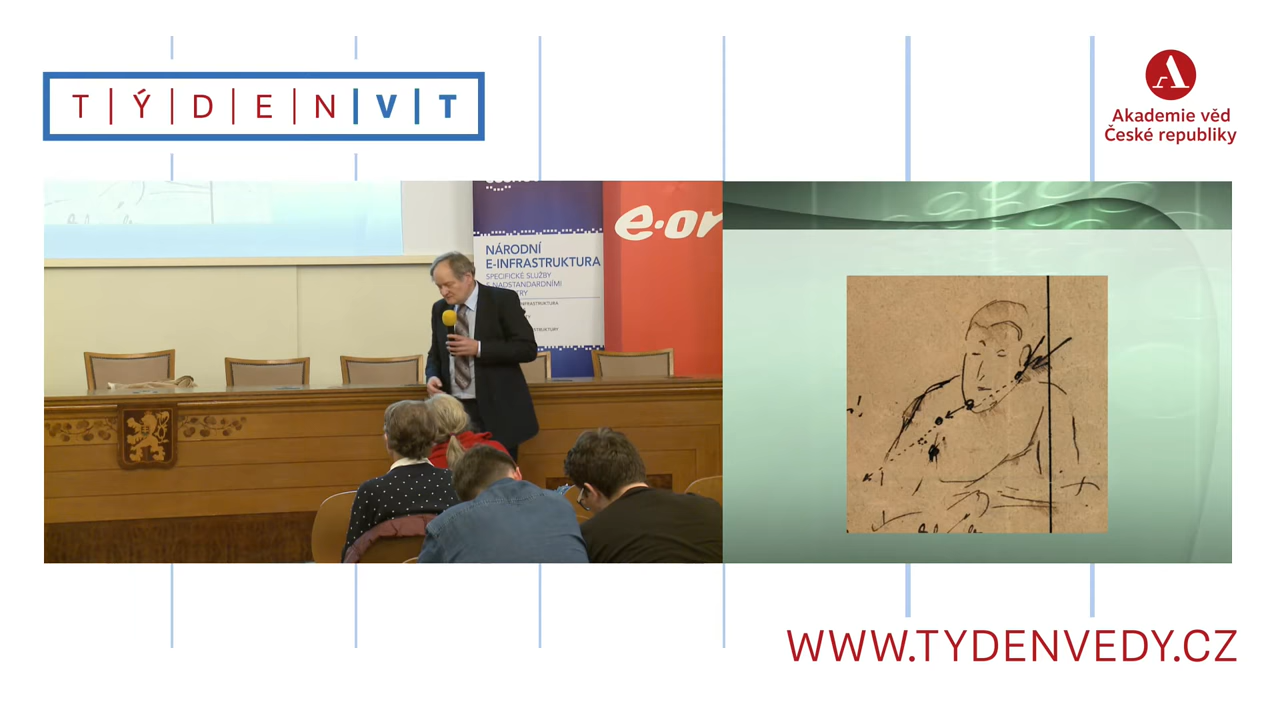 T|Ý|D|E|N|V|T
Akademie věd
České republiky
NÁRODNÍ
E-INFRASTRUKTURA
SPECIFICKÉ SLUŽBY
NADSTANDARDNÍMI
e·on
WWW.TYDENVEDY.CZ